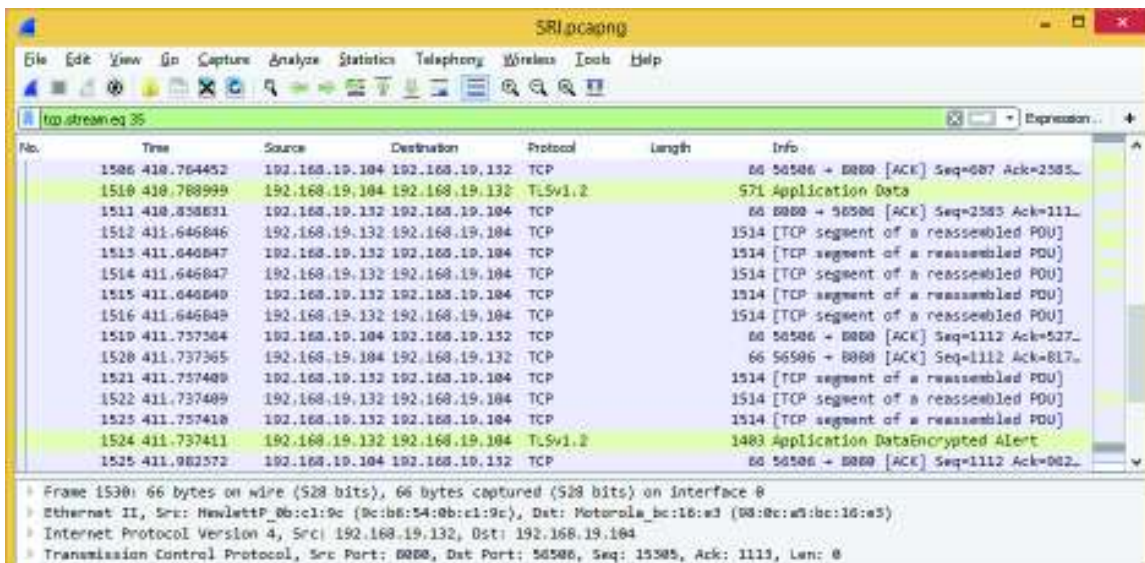 SRI.pcapng
File Edit View Go Capture Analyze Statistics Telephony Wireless Tools Help
tcp.stream eq 35 Expression... +
No. Time Source Destination Protocol Length Info
1506 410.764452 192.168.19.104 192.168.19.132 TCP 66 56506 → 8080 [ACK] Seq=607 Ack=2383...
1510 410.788999 192.168.19.104 192.168.19.132 TLSv1.2 571 Application Data
1511 410.838631 192.168.19.132 192.168.19.104 TCP 66 8080 → 56506 [ACK] Seq=2383 Ack=111...
1512 411.646846 192.168.19.132 192.168.19.104 TCP 1514 [TCP segment of a reassembled PDU]
1513 411.646847 192.168.19.132 192.168.19.104 TCP 1514 [TCP segment of a reassembled PDU]
1514 411.646847 192.168.19.132 192.168.19.104 TCP 1514 [TCP segment of a reassembled PDU]
1515 411.646849 192.168.19.132 192.168.19.104 TCP 1514 [TCP segment of a reassembled PDU]
1516 411.646849 192.168.19.132 192.168.19.104 TCP 1514 [TCP segment of a reassembled PDU]
1519 411.737364 192.168.19.104 192.168.19.132 TCP 66 56506 → 8080 [ACK] Seq=1112 Ack=527...
1520 411.737365 192.168.19.104 192.168.19.132 TCP 66 56506 → 8080 [ACK] Seq=1112 Ack=817...
1521 411.737409 192.168.19.132 192.168.19.104 TCP 1514 [TCP segment of a reassembled PDU]
1522 411.737409 192.168.19.132 192.168.19.104 TCP 1514 [TCP segment of a reassembled PDU]
1523 411.737410 192.168.19.132 192.168.19.104 TCP 1514 [TCP segment of a reassembled PDU]
1524 411.737411 192.168.19.132 192.168.19.104 TLSv1.2 1403 Application DataEncrypted Alert
1525 411.982372 192.168.19.104 192.168.19.132 TCP 66 56506 → 8080 [ACK] Seq=1112 Ack=962...
Frame 1530: 66 bytes on wire (528 bits), 66 bytes captured (528 bits) on interface 0
Ethernet II, Src: HewlettP_0b:c1:9c (9c:b6:54:0b:c1:9c), Dst: Motorola_bc:16:e3 (98:0c:a5:bc:16:e3)
Internet Protocol Version 4, Src: 192.168.19.132, Dst: 192.168.19.104
Transmission Control Protocol, Src Port: 8080, Dst Port: 56506, Seq: 15305, Ack: 1113, Len: 0